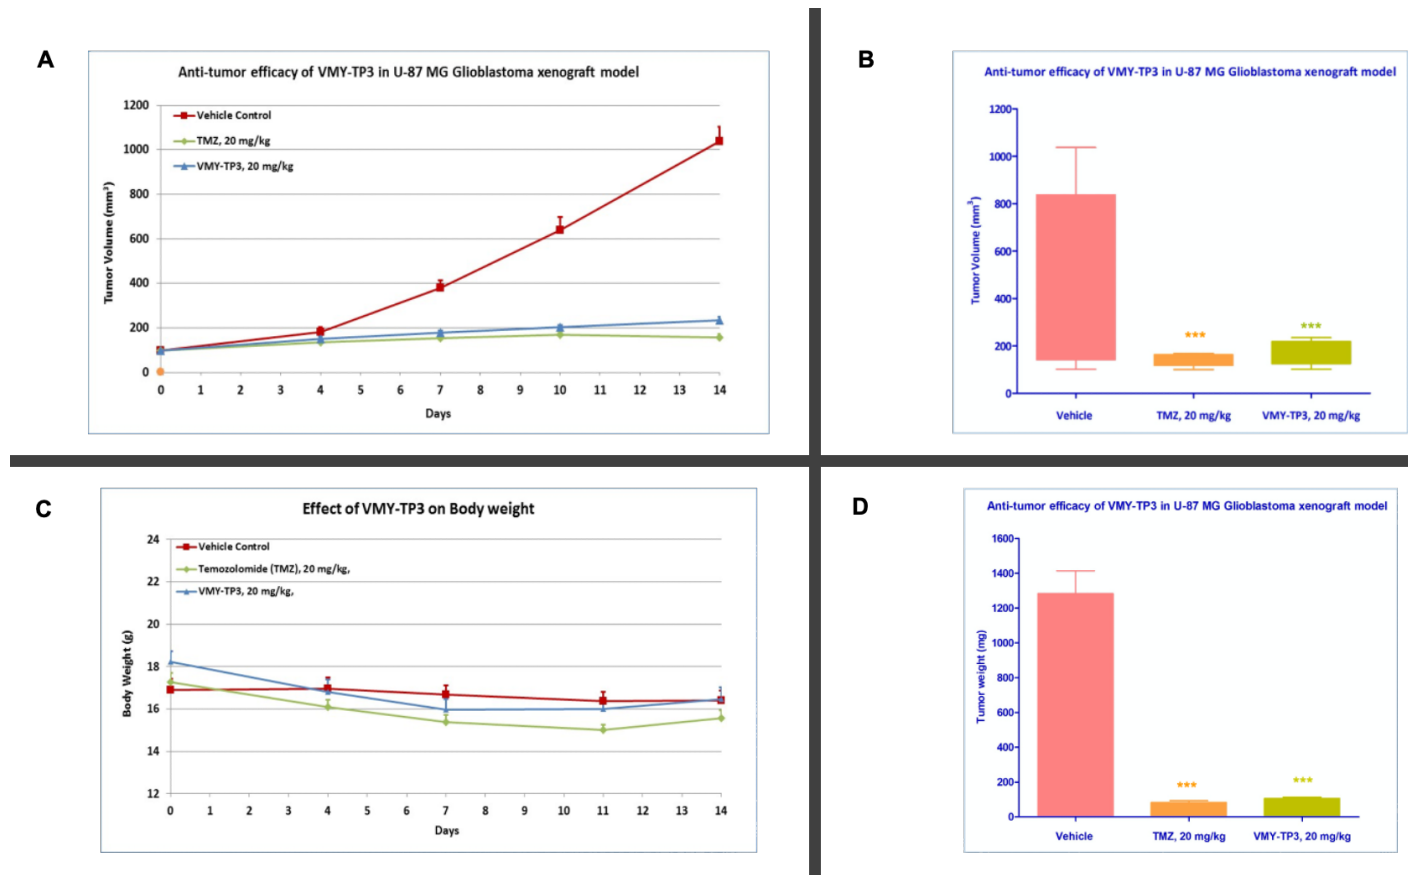 A
Anti-tumor efficacy of VMY-TP3 in U-87 MG Glioblastoma xenograft model
1200
1000
800
600
400
200
0
Tumor Volume (mm³)
Vehicle Control
TMZ, 20 mg/kg
VMY-TP3, 20 mg/kg
0 1 2 3 4 5 6 7 8 9 10 11 12 13 14
Days
B
Anti-tumor efficacy of VMY-TP3 in U-87 MG Glioblastoma xenograft model
1200
1000
800
600
400
200
0
Tumor Volume (mm³)
***
***
Vehicle TMZ, 20 mg/kg VMY-TP3, 20 mg/kg
C
Effect of VMY-TP3 on Body weight
24
22
20
18
16
14
12
Body Weight (g)
Vehicle Control
Temozolomide (TMZ), 20 mg/kg,
VMY-TP3, 20 mg/kg,
0 1 2 3 4 5 6 7 8 9 10 11 12 13 14
Days
D
Anti-tumor efficacy of VMY-TP3 in U-87 MG Glioblastoma xenograft model
1600
1400
1200
1000
800
600
400
200
0
Tumor weight (mg)
***
***
Vehicle TMZ, 20 mg/kg VMY-TP3, 20 mg/kg